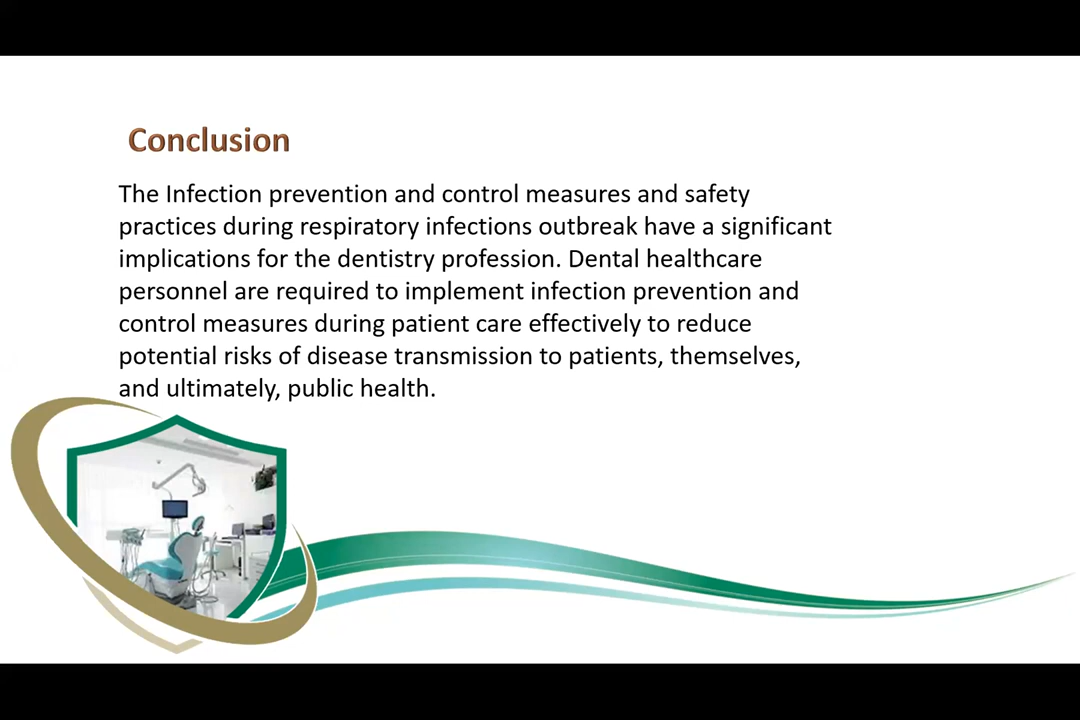 Conclusion
The Infection prevention and control measures and safety
practices during respiratory infections outbreak have a significant
implications for the dentistry profession. Dental healthcare
personnel are required to implement infection prevention and
control measures during patient care effectively to reduce
potential risks of disease transmission to patients, themselves,
and ultimately, public health.